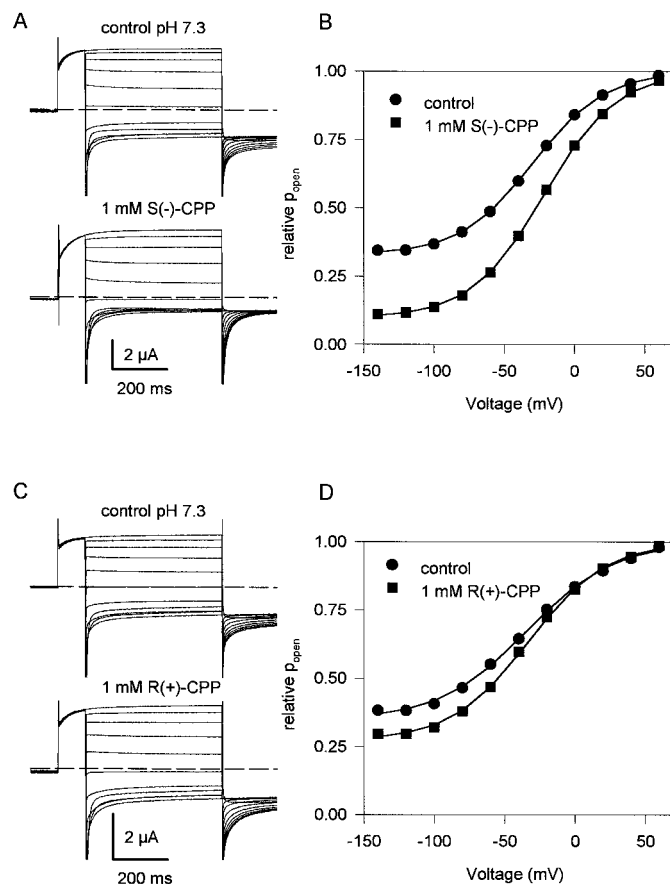 A
control pH 7.3
1 mM S(-)-CPP
2 µA
200 ms
B
1.00
0.75
0.50
0.25
0.00
relative popen
control
1 mM S(-)-CPP
-150
-100
-50
0
50
Voltage (mV)
C
control pH 7.3
1 mM R(+)-CPP
2 µA
200 ms
D
1.00
0.75
0.50
0.25
0.00
relative popen
control
1 mM R(+)-CPP
-150
-100
-50
0
50
Voltage (mV)